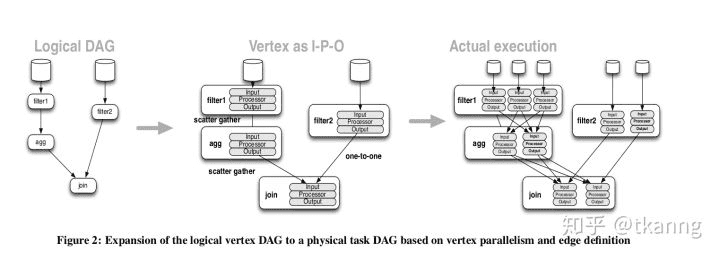 Logical DAG
filter1
filter2
agg
join
Vertex as I-P-O
filter1
Input
Processor
Output
scatter gather
agg
Input
Processor
Output
scatter gather
filter2
Input
Processor
Output
one-to-one
join
Input
Processor
Output
Actual execution
filter1
Input Input Input
Processor Processor Processor
Output Output Output
filter2
Input Input
Processor Processor
Output Output
agg
Input Input
Processor Processor
Output Output
join
Input Input
Processor Processor
Output Output
知乎 @tkanng
Figure 2: Expansion of the logical vertex DAG to a physical task DAG based on vertex parallelism and edge definition